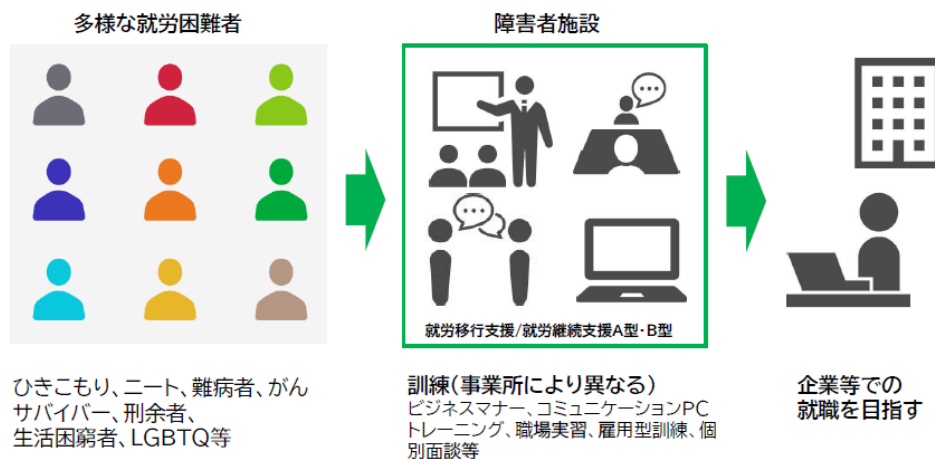 多様な就労困難者
障害者施設
就労移行支援/就労継続支援A型・B型
ひきこもり、ニート、難病者、がん
サバイバー、刑余者、
生活困窮者、LGBTQ等
訓練(事業所により異なる)
ビジネスマナー、コミュニケーションPC
トレーニング、職場実習、雇用型訓練、個
別面談等
企業等での
就職を目指す